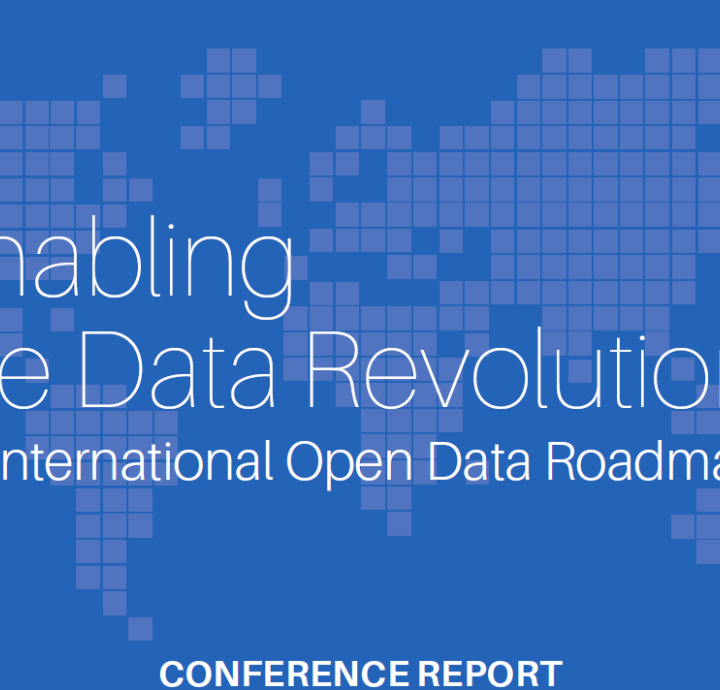 nabling
e Data Revolutio
nternational Open Data Roadma
CONFERENCE REPORT